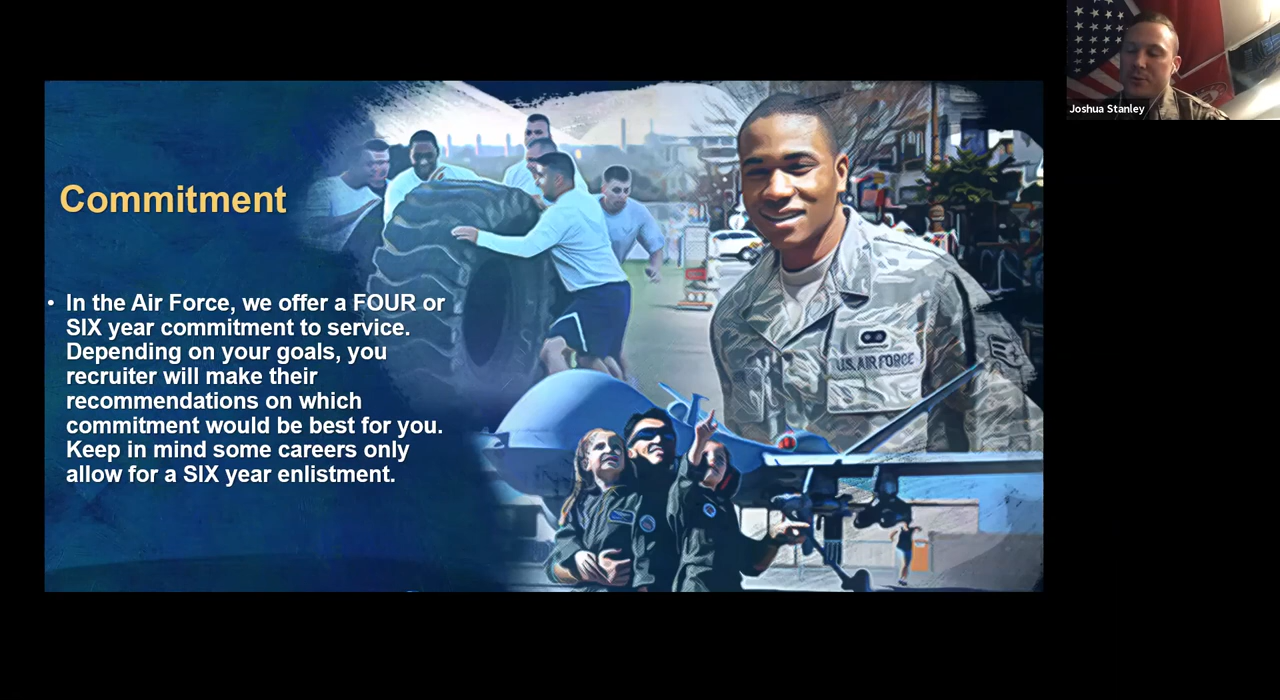 Joshua Stanley
Commitment
• In the Air Force, we offer a FOUR or
SIX year commitment to service.
Depending on your goals, you
recruiter will make their
recommendations on which
commitment would be best for you.
Keep in mind some careers only
allow for a SIX year enlistment.
U.S. AIR FORCE